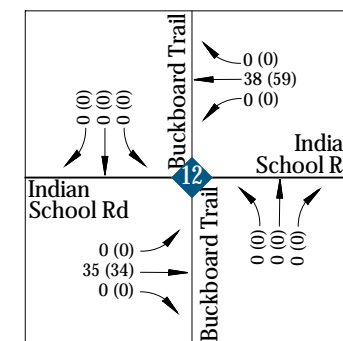 Buckboard Trail
0 (0)
38 (59)
0 (0)
0 (0)
0 (0)
0 (0)
12
Indian
School Rd
India
School R
0 (0)
35 (34)
0 (0)
Buckboard Trail
0 (0)
0 (0)
0 (0)